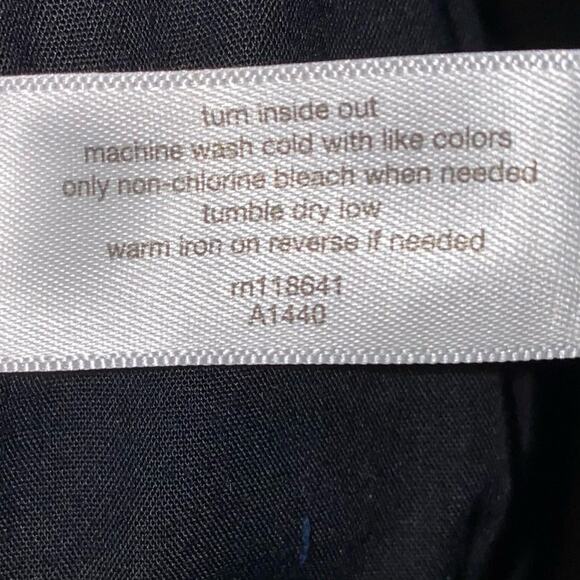 turn inside out
machine wash cold with like colors
only non-chlorine bleach when needed
tumble dry low
warm iron on reverse if needed
rn118641
A1440